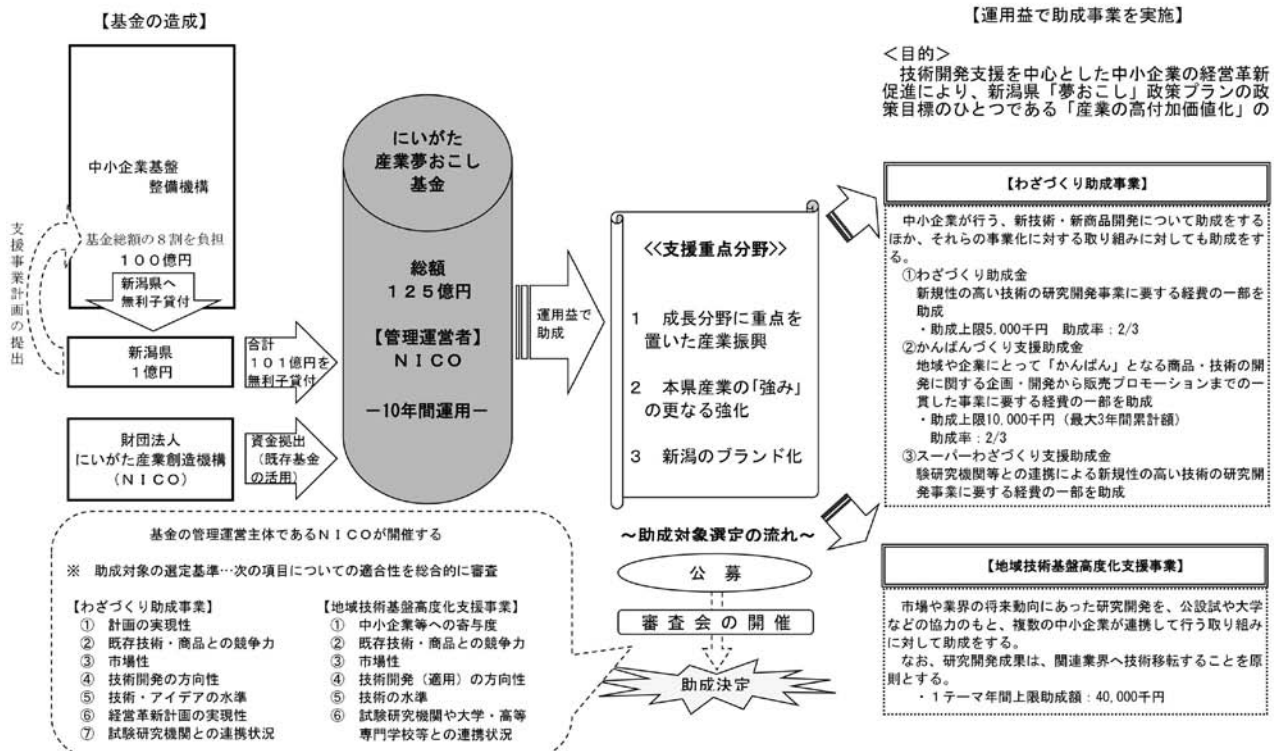 【基金の造成】
中小企業基盤
整備機構
基金総額の８割を負担
１００億円
新潟県へ
無利子貸付
支援事業計画の提出
新潟県
１億円
合計
１０１億円を
無利子貸付
財団法人
にいがた産業創造機構
（ＮＩＣＯ）
資金拠出
（既存基金
の活用）
にいがた
産業夢おこし
基金
総額
１２５億円
【管理運営者】
ＮＩＣＯ
－10年間運用－
運用益で
助成
≪支援重点分野≫
１　成長分野に重点を
置いた産業振興
２　本県産業の「強み」
の更なる強化
３　新潟のブランド化
～助成対象選定の流れ～
公募
審査会の開催
助成決定
基金の管理運営主体であるＮＩＣＯが開催する
※　助成対象の選定基準…次の項目についての適合性を総合的に審査
【わざづくり助成事業】
①　計画の実現性
②　既存技術・商品との競争力
③　市場性
④　技術開発の方向性
⑤　技術・アイデアの水準
⑥　経営革新計画の実現性
⑦　試験研究機関との連携状況
【地域技術基盤高度化支援事業】
①　中小企業等への寄与度
②　既存技術・商品との競争力
③　市場性
④　技術開発（適用）の方向性
⑤　技術の水準
⑥　試験研究機関や大学・高等
専門学校等との連携状況
【運用益で助成事業を実施】
＜目的＞
技術開発支援を中心とした中小企業の経営革新
促進により、新潟県「夢おこし」政策プランの政
策目標のひとつである「産業の高付加価値化」の
【わざづくり助成事業】
中小企業が行う、新技術・新商品開発について助成をする
ほか、それらの事業化に対する取り組みに対しても助成をす
る。
①わざづくり助成金
新規性の高い技術の研究開発事業に要する経費の一部を
助成
・助成上限5,000千円　助成率：2/3
②かんばんづくり支援助成金
地域や企業にとって「かんばん」となる商品・技術の開
発に関する企画・開発から販売プロモーションまでの一
貫した事業に要する経費の一部を助成
・助成上限10,000千円（最大3年間累計額）
助成率：2/3
③スーパーわざづくり支援助成金
験研究機関等との連携による新規性の高い技術の研究開
発事業に要する経費の一部を助成
【地域技術基盤高度化支援事業】
市場や業界の将来動向にあった研究開発を、公設試や大学
などの協力のもと、複数の中小企業が連携して行う取り組み
に対して助成をする。
なお、研究開発成果は、関連業界へ技術移転することを原
則とする。
・１テーマ年間上限助成額：40,000千円